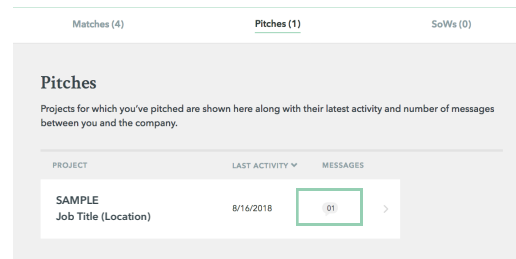 Matches (4) Pitches (1) SoWs (0)
Pitches
Projects for which you've pitched are shown here along with their latest activity and number of messages
between you and the company.
PROJECT LAST ACTIVITY MESSAGES
SAMPLE
Job Title (Location)
8/16/2018 01